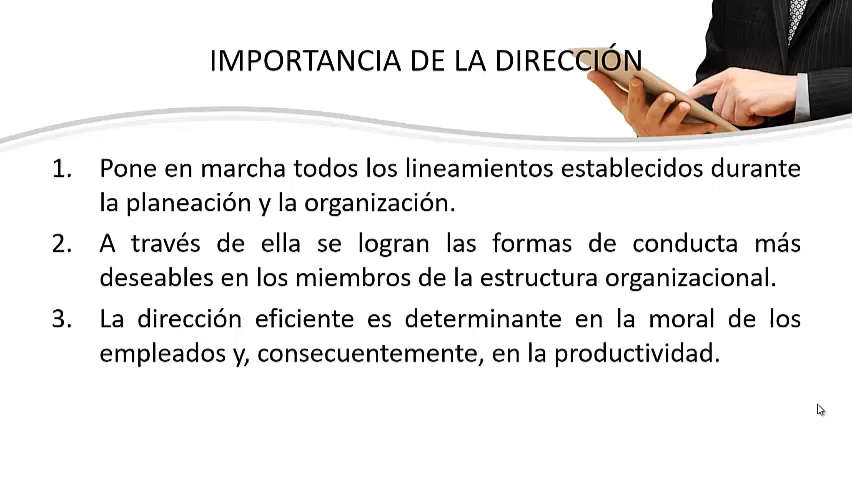 IMPORTANCIA DE LA DIRECCIÓN
1. Pone en marcha todos los lineamientos establecidos durante
la planeación y la organización.
2. A través de ella se logran las formas de conducta más
deseables en los miembros de la estructura organizacional.
3. La dirección eficiente es determinante en la moral de los
empleados y, consecuentemente, en la productividad.